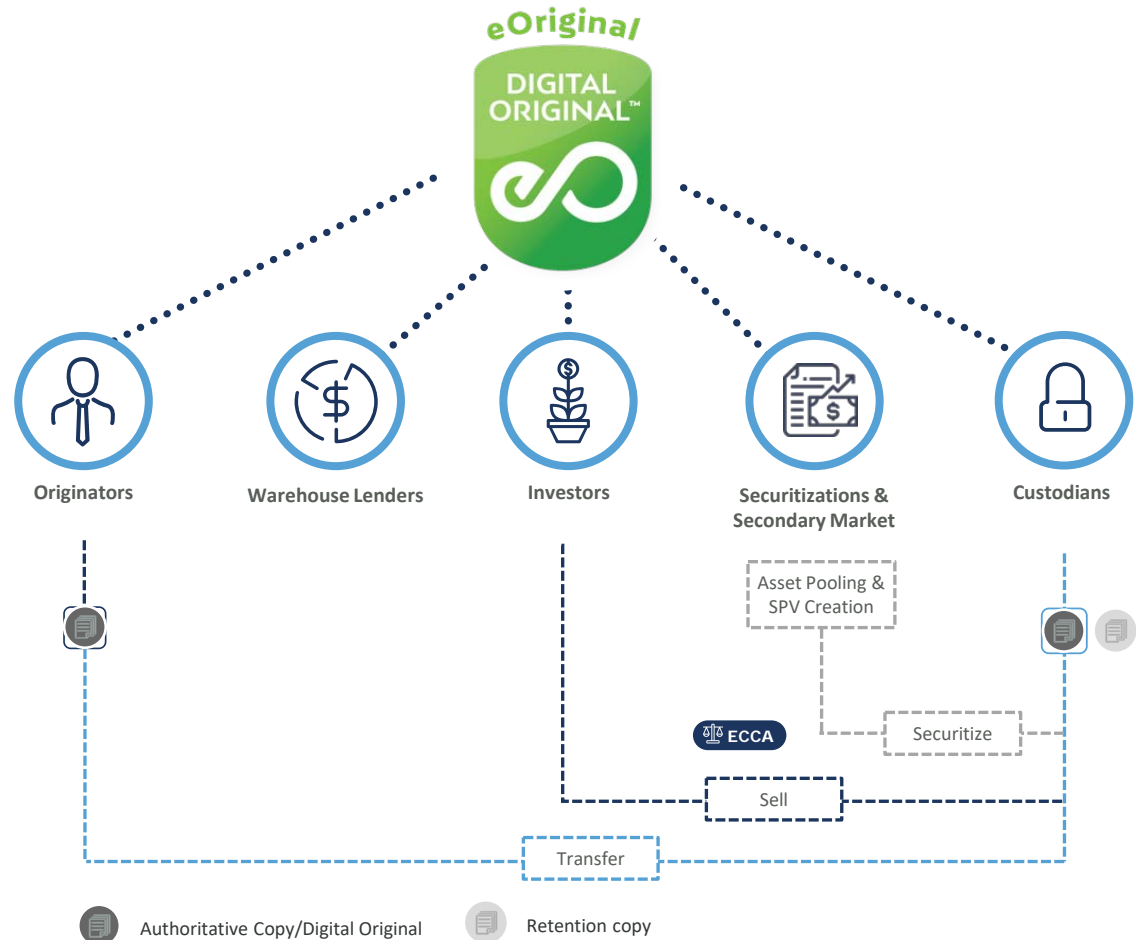 eOriginal
DIGITAL
ORIGINAL™
eO
$
$
$
Originators
Warehouse Lenders
Investors
Securitizations &
Secondary Market
Custodians
Asset Pooling &
SPV Creation
Securitize
ECCA
Sell
Transfer
Authoritative Copy/Digital Original
Retention copy